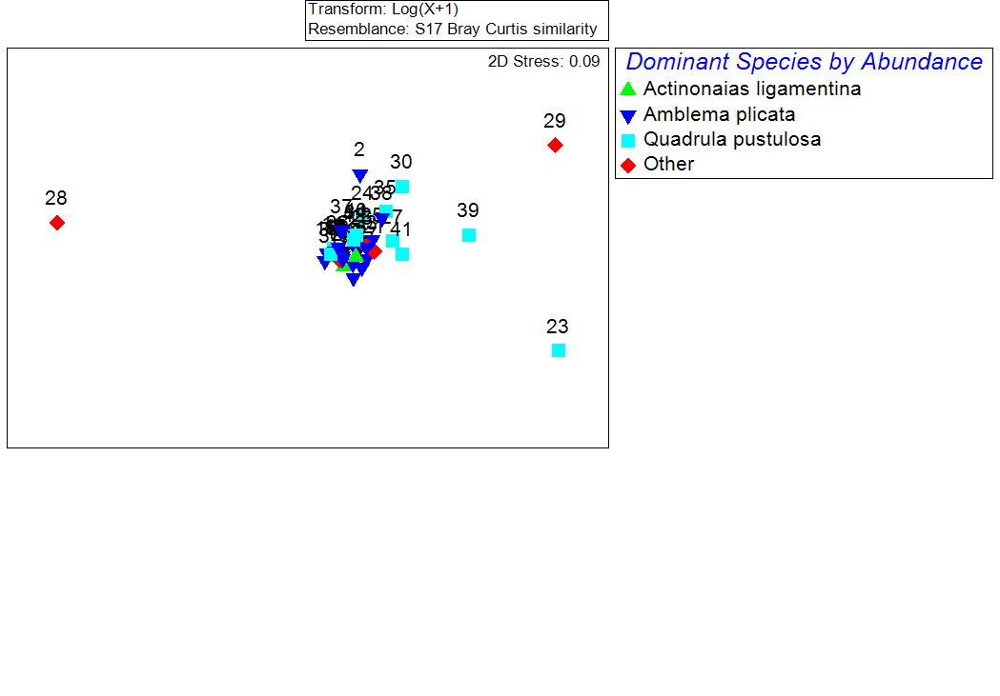 Transform: Log(X+1)
Resemblance: S17 Bray Curtis similarity
2D Stress: 0.09
Dominant Species by Abundance
Actinonaias ligamentina
Amblema plicata
Quadrula pustulosa
Other
29
2
30
28
24
35
38
37
39
41
23